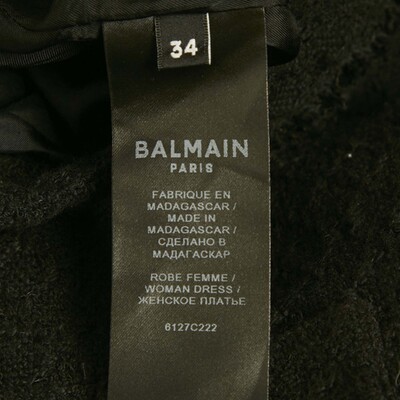 34
BALMAIN
PARIS
FABRIQUE EN
MADAGASCAR /
MADE IN
MADAGASCAR /
СДЕЛАНО В
МАДАГАСКАР
ROBE FEMME /
WOMAN DRESS /
ЖЕНСКОЕ ПЛАТЬЕ
6127C222